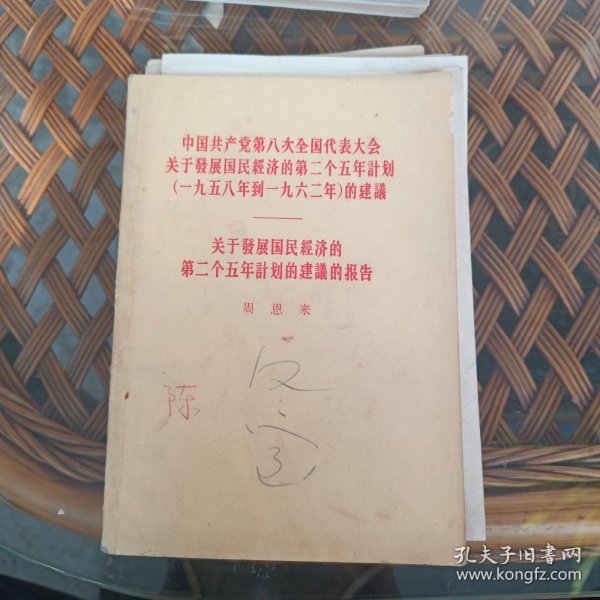 中国共产党第八次全国代表大会
关于發展国民經济的第二个五年計划
(一九五八年到一九六二年)的建議
关于發展国民經济的
第二个五年計划的建議的报告
周恩来
陈
孔夫子旧书网
www.kongfz.com